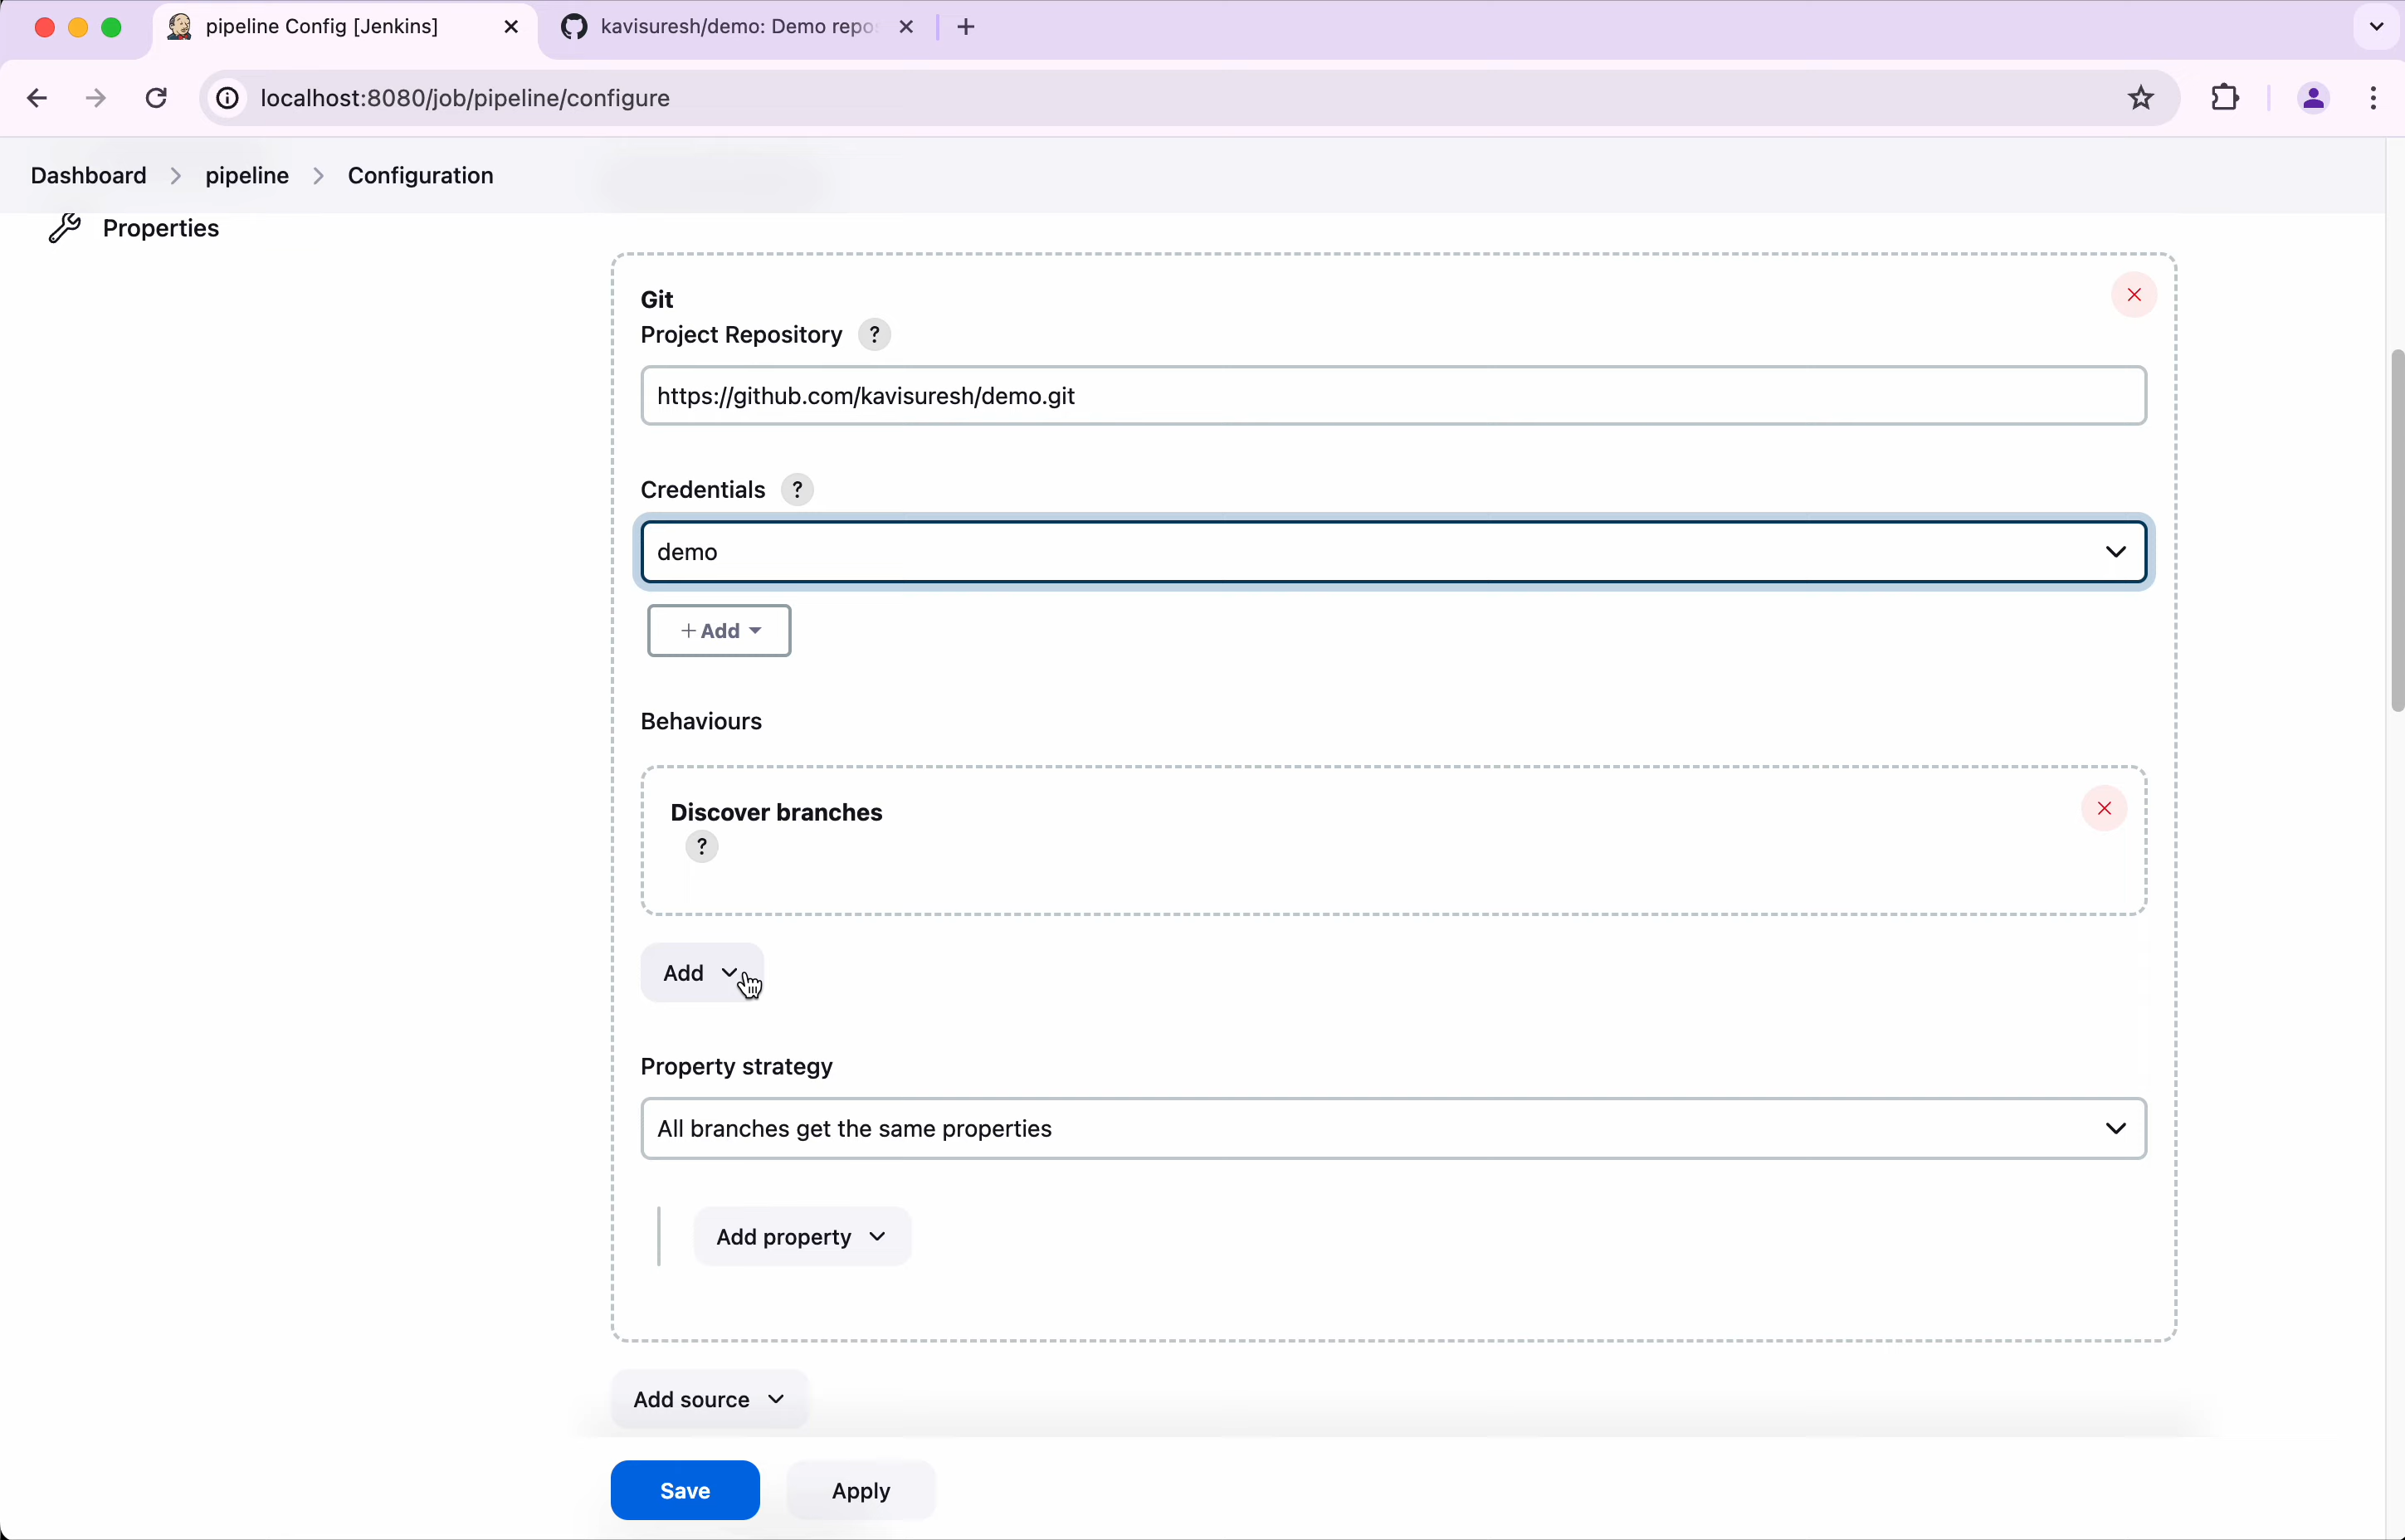 pipeline Config [Jenkins]
kavisuresh/demo: Demo repo
localhost:8080/job/pipeline/configure
Dashboard > pipeline > Configuration
Properties
Git
Project Repository ?
https://github.com/kavisuresh/demo.git
Credentials ?
demo
+ Add
Behaviours
Discover branches
?
Add
Property strategy
All branches get the same properties
Add property
Add source
Save Apply